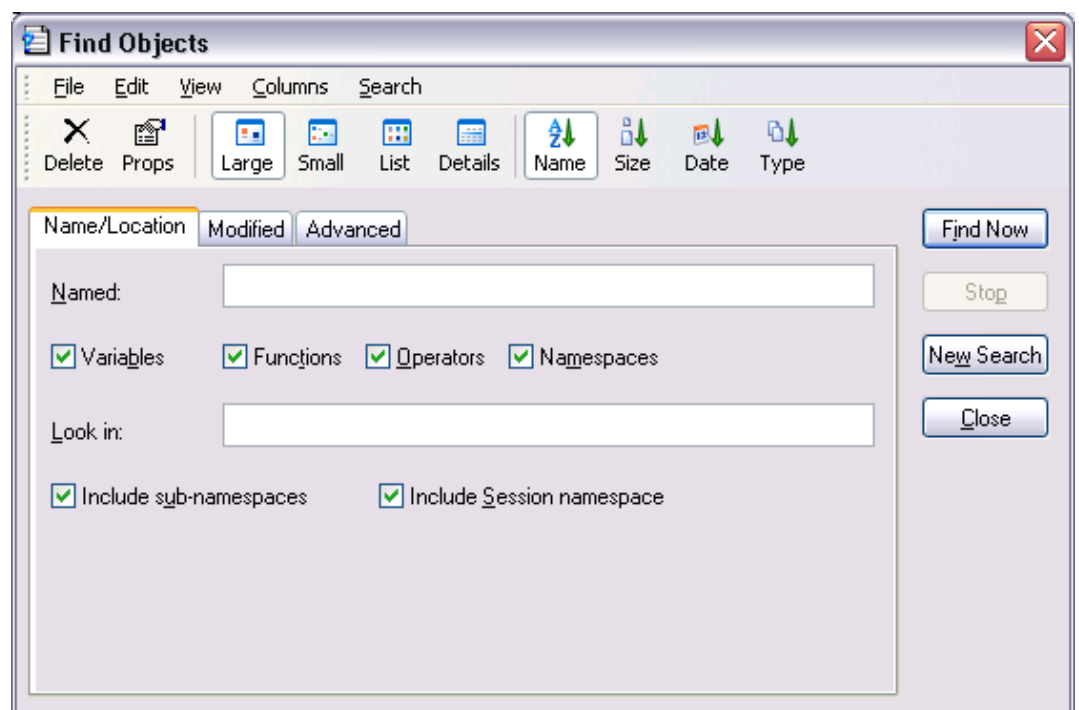 Find Objects
File Edit View Columns Search
Delete Props Large Small List Details Name Size Date Type
Name/Location Modified Advanced
Find Now
Named:
Stop
Variables Functions Operators Namespaces
New Search
Look in:
Close
Include sub-namespaces Include Session namespace